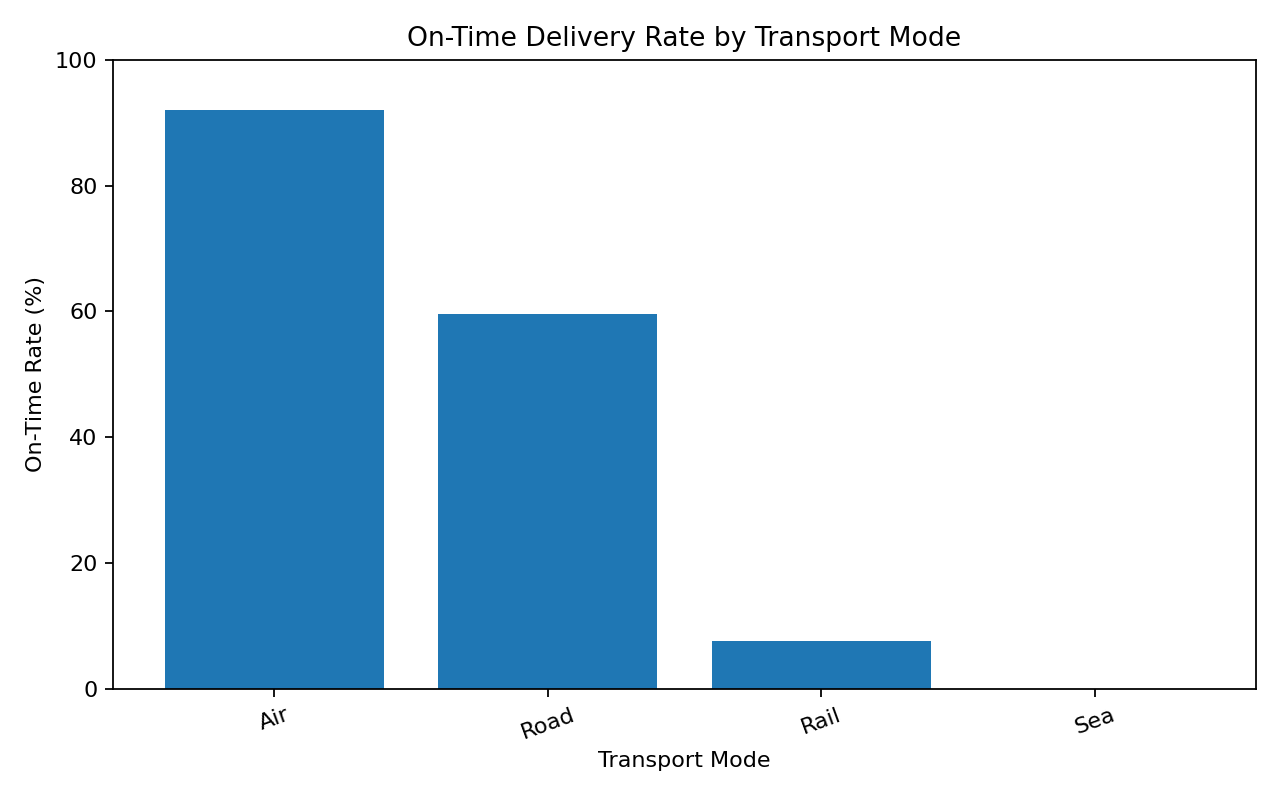 On-Time Delivery Rate by Transport Mode
100
80
60
40
20
0
On-Time Rate (%)
Air
Road
Rail
Sea
Transport Mode